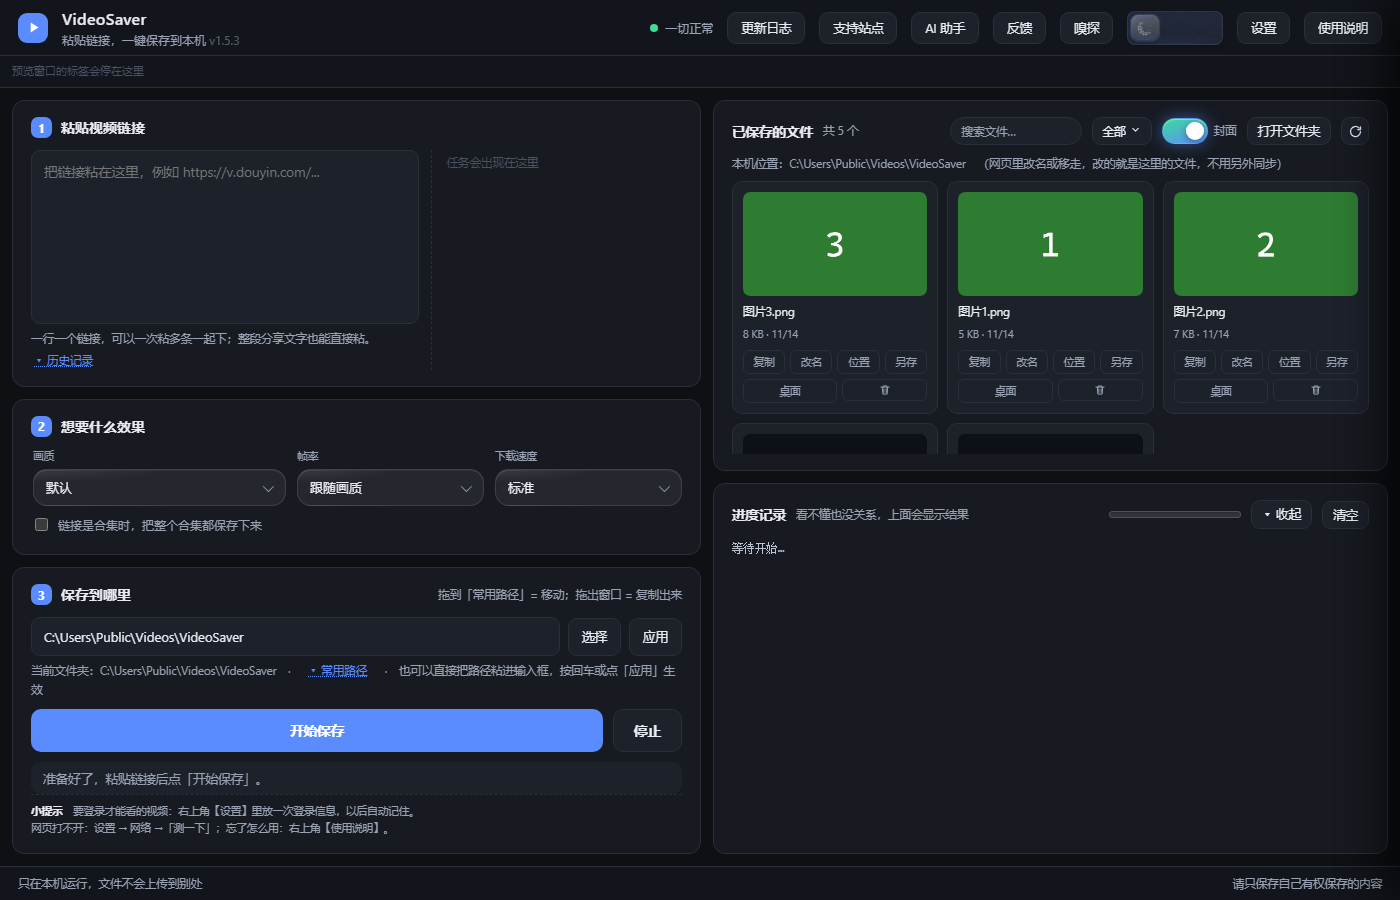 VideoSaver
粘贴链接，一键保存到本机 v1.5.3
一切正常
更新日志
支持站点
AI 助手
反馈
嗅探
设置
使用说明
预览窗口的标签会停在这里
1 粘贴视频链接
把链接粘在这里，例如 https://v.douyin.com/...
任务会出现在这里
一行一个链接，可以一次粘多条一起下；整段分享文字也能直接粘。
历史记录
2 想要什么效果
画质
帧率
下载速度
默认
跟随画质
标准
链接是合集时，把整个合集都保存下来
3 保存到哪里
拖到「常用路径」= 移动；拖出窗口 = 复制出来
C:\Users\Public\Videos\VideoSaver
选择
应用
当前文件夹：C:\Users\Public\Videos\VideoSaver · 常用路径 · 也可以直接把路径粘进输入框，按回车或点「应用」生
效
开始保存
停止
准备好了，粘贴链接后点「开始保存」。
小提示 要登录才能看的视频：右上角【设置】里放一次登录信息，以后自动记住。
网页打不开：设置 → 网络 → 「测一下」；忘了怎么用：右上角【使用说明】。
已保存的文件 共 5 个
搜索文件...
全部
封面
打开文件夹
本机位置：C:\Users\Public\Videos\VideoSaver （网页里改名或移走，改的就是这里的文件，不用另外同步）
3
1
2
图片3.png
图片1.png
图片2.png
8 KB · 11/14
5 KB · 11/14
7 KB · 11/14
复制 改名 位置 另存
复制 改名 位置 另存
复制 改名 位置 另存
桌面
桌面
桌面
进度记录 看不懂也没关系，上面会显示结果
收起
清空
等待开始...
只在本机运行，文件不会上传到别处
请只保存自己有权保存的内容